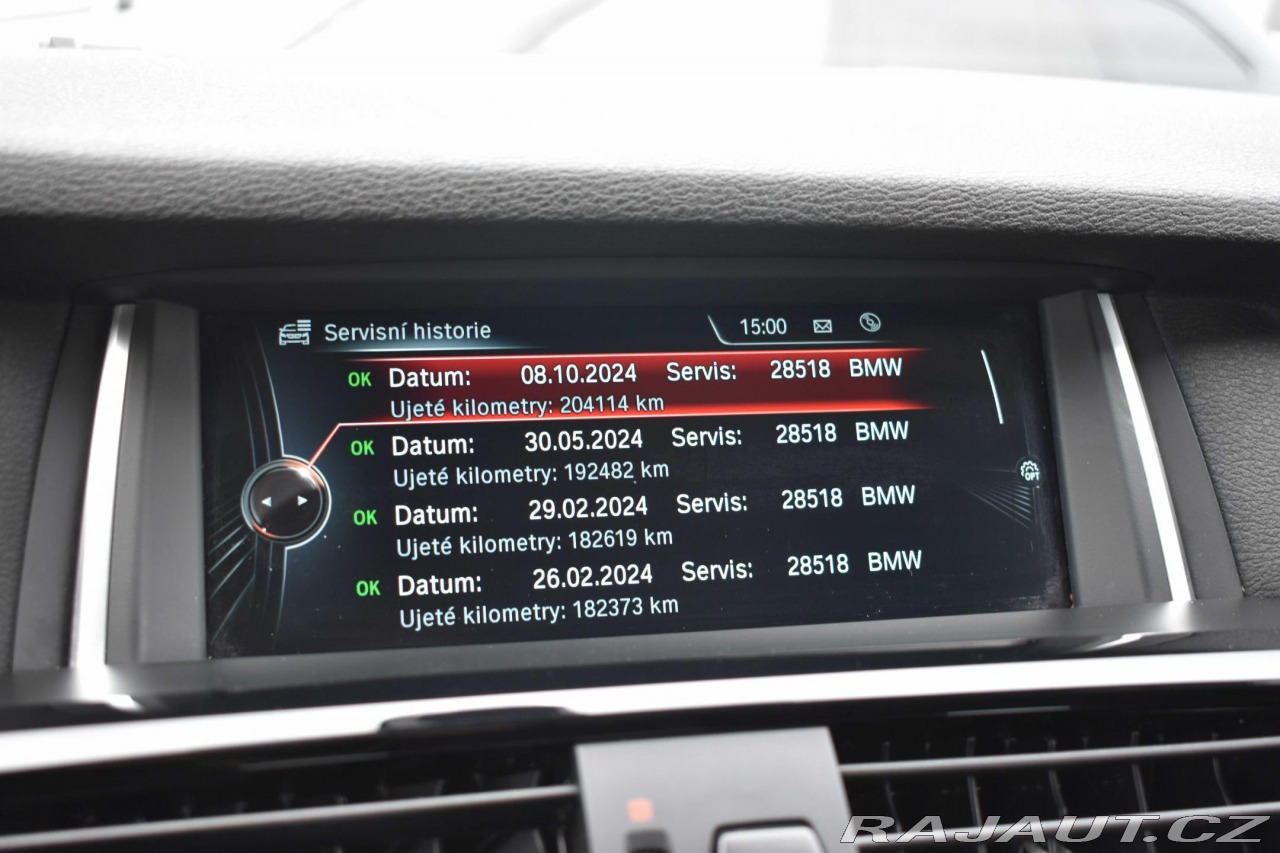 Servisní historie 15:00
OK Datum: 08.10.2024 Servis: 28518 BMW
Ujeté kilometry: 204114 km
OK Datum: 30.05.2024 Servis: 28518 BMW
Ujeté kilometry: 192482 km
OPT
OK Datum: 29.02.2024 Servis: 28518 BMW
Ujeté kilometry: 182619 km
OK Datum: 26.02.2024 Servis: 28518 BMW
Ujeté kilometry: 182373 km
RAJAUT.CZ